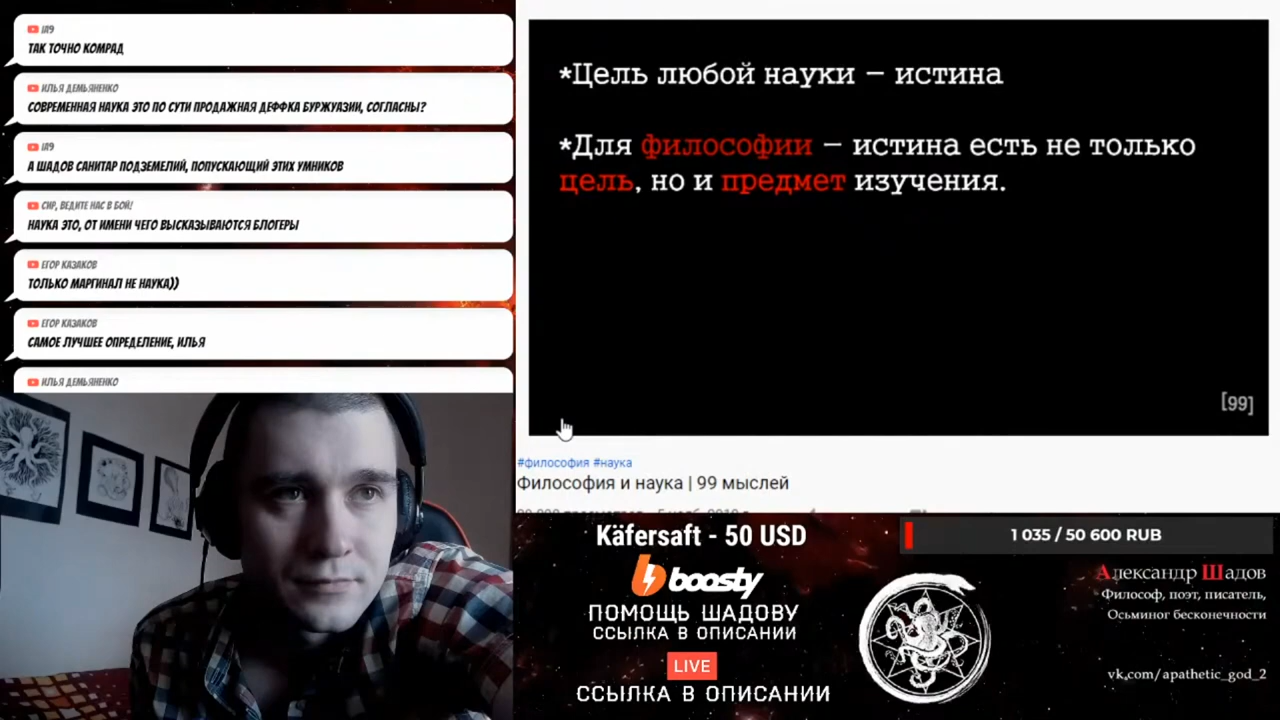 IA9
ТАК ТОЧНО КОМРАД
ИЛЬЯ ДЕМЬЯНЕНКО
СОВРЕМЕННАЯ НАУКА ЭТО ПО СУТИ ПРОДАЖНАЯ ДЕФФКА БУРЖУАЗИИ, СОГЛАСНЫ?
IA9
А ШАДОВ САНИТАР ПОДЗЕМЕЛИЙ, ПОПУСКАЮЩИЙ ЭТИХ УМНИКОВ
СИР, ВЕДИТЕ НАС В БОЙ!
НАУКА ЭТО, ОТ ИМЕНИ ЧЕГО ВЫСКАЗЫВАЮТСЯ БЛОГЕРЫ
ЕГОР КАЗАКОВ
ТОЛЬКО МАРГИНАЛ НЕ НАУКА))
ЕГОР КАЗАКОВ
САМОЕ ЛУЧШЕЕ ОПРЕДЕЛЕНИЕ, ИЛЬЯ
ИЛЬЯ ДЕМЬЯНЕНКО
*Цель любой науки — истина
*Для философии — истина есть не только
цель, но и предмет изучения.
[99]
#философия #наука
Философия и наука | 99 мыслей
Käfersaft - 50 USD
boosty
ПОМОЩЬ ШАДОВУ
ССЫЛКА В ОПИСАНИИ
LIVE
ССЫЛКА В ОПИСАНИИ
1 035 / 50 600 RUB
Александр Шадов
Философ, поэт, писатель,
Осьминог бесконечности
vk.com/apathetic_god_2